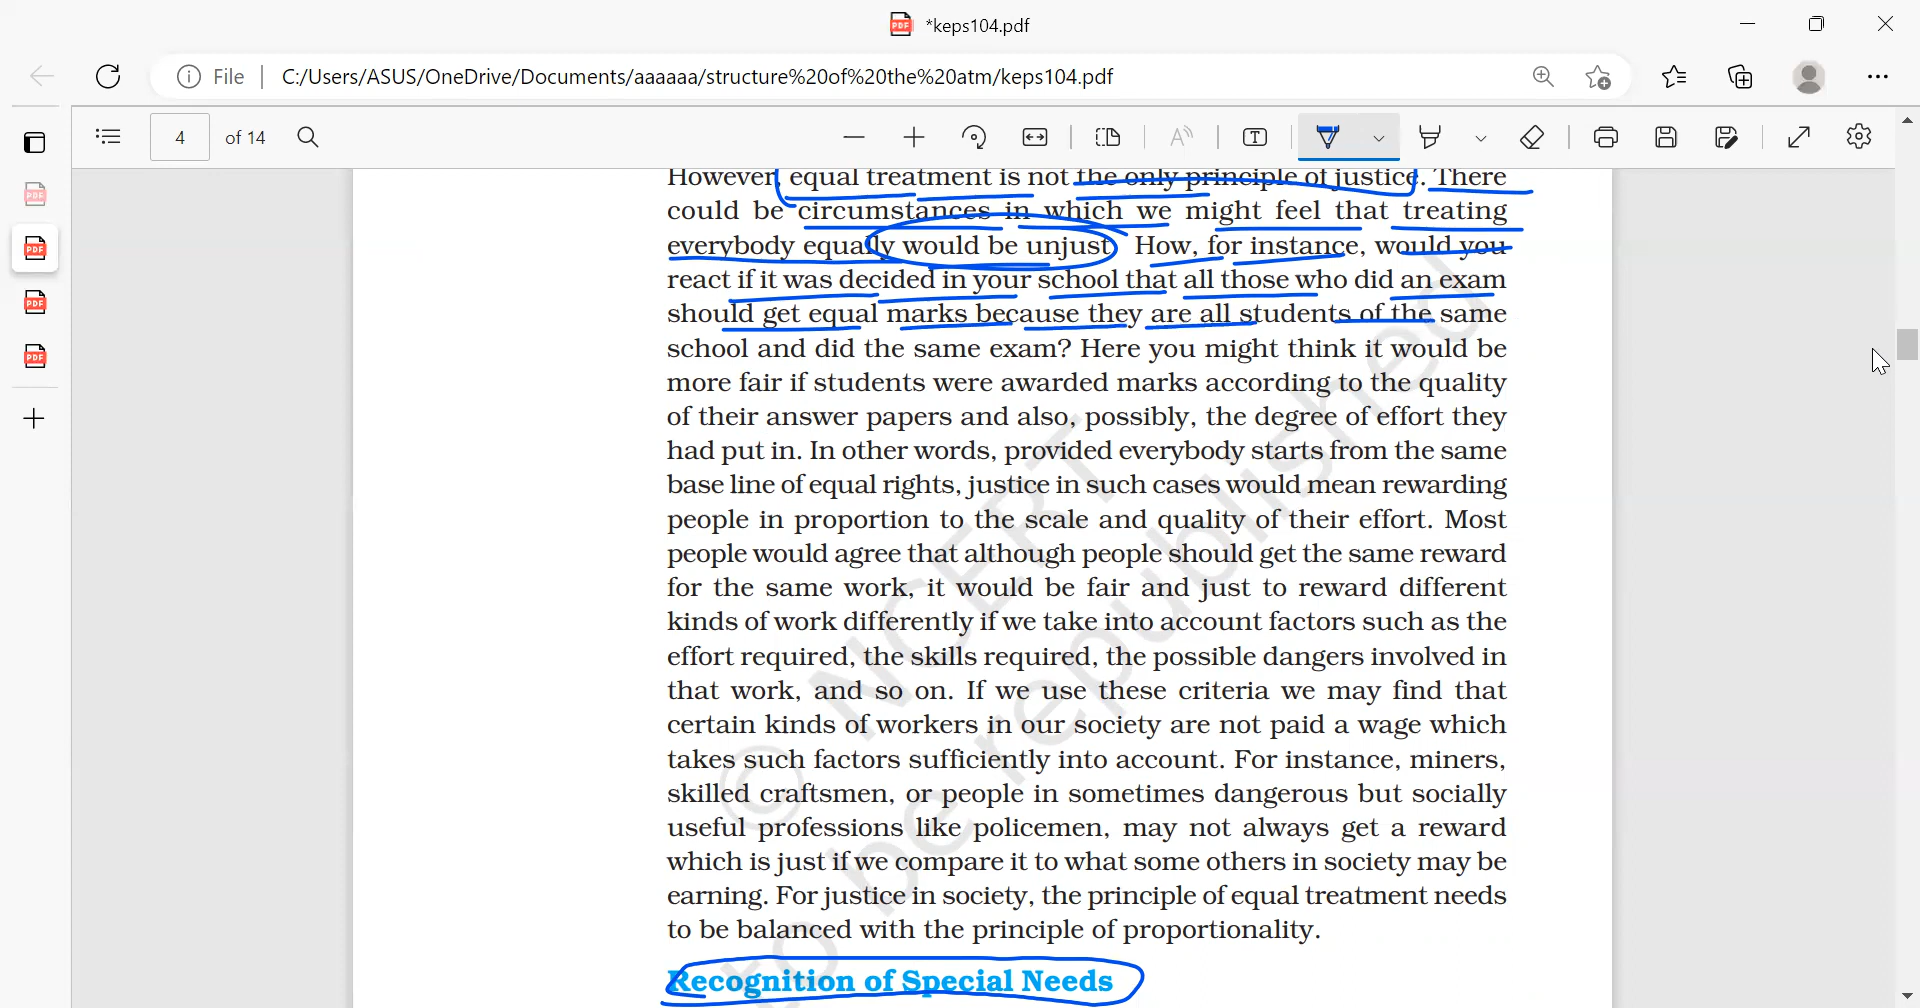 *keps104.pdf
File
C:/Users/ASUS/OneDrive/Documents/aaaaaa/structure%20of%20the%20atm/keps104.pdf
4 of 14
However, equal treatment is not the only principle of justice. There
could be circumstances in which we might feel that treating
everybody equally would be unjust. How, for instance, would you
react if it was decided in your school that all those who did an exam
should get equal marks because they are all students of the same
school and did the same exam? Here you might think it would be
more fair if students were awarded marks according to the quality
of their answer papers and also, possibly, the degree of effort they
had put in. In other words, provided everybody starts from the same
base line of equal rights, justice in such cases would mean rewarding
people in proportion to the scale and quality of their effort. Most
people would agree that although people should get the same reward
for the same work, it would be fair and just to reward different
kinds of work differently if we take into account factors such as the
effort required, the skills required, the possible dangers involved in
that work, and so on. If we use these criteria we may find that
certain kinds of workers in our society are not paid a wage which
takes such factors sufficiently into account. For instance, miners,
skilled craftsmen, or people in sometimes dangerous but socially
useful professions like policemen, may not always get a reward
which is just if we compare it to what some others in society may be
earning. For justice in society, the principle of equal treatment needs
to be balanced with the principle of proportionality.
Recognition of Special Needs
© NCERT
to be republished